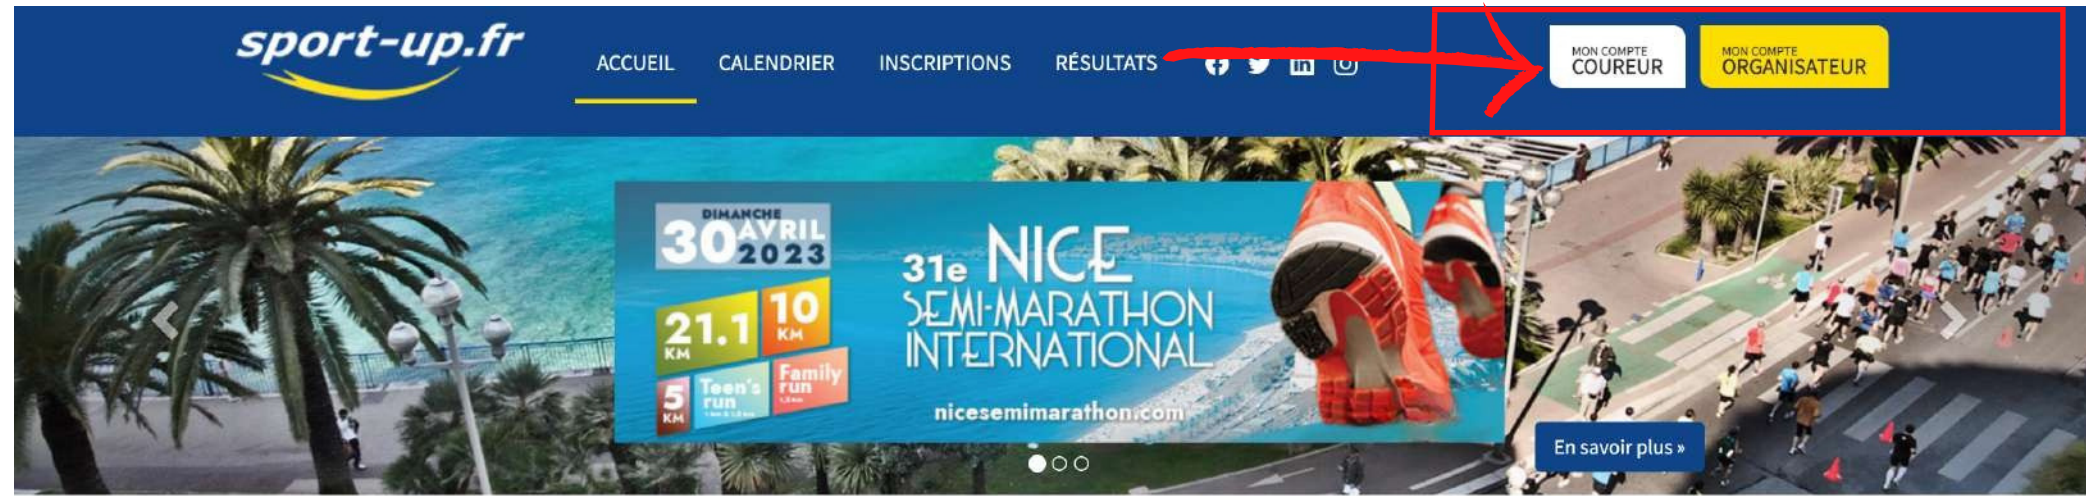 sport-up.fr
ACCUEIL CALENDRIER INSCRIPTIONS RÉSULTATS
MON COMPTE
COUREUR
MON COMPTE
ORGANISATEUR
DIMANCHE
30 AVRIL
2023
21.1
KM
10
KM
5
KM
Teen's
run
Family
run
31e NICE
SEMI-MARATHON
INTERNATIONAL
nicesemimarathon.com
En savoir plus »